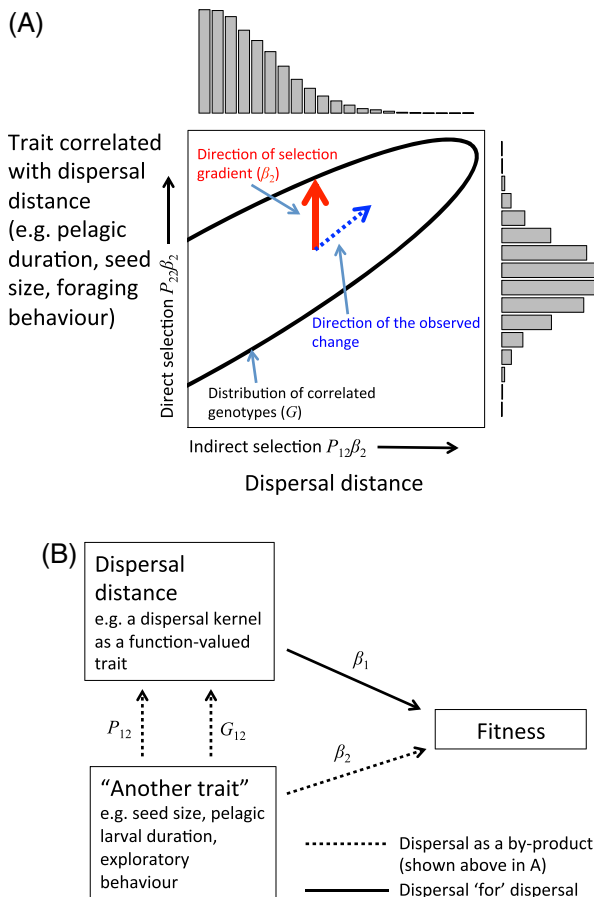 (A)
Trait correlated
with dispersal
distance
(e.g. pelagic
duration, seed
size, foraging
behaviour)
Direct selection P₂₂β₂
Direction of selection
gradient (β₂)
Direction of the observed
change
Distribution of correlated
genotypes (G)
Indirect selection P₁₂β₂
Dispersal distance
(B)
Dispersal
distance
e.g. a dispersal kernel
as a function-valued
trait
β₁
P₁₂
G₁₂
Fitness
β₂
“Another trait”
e.g. seed size, pelagic
larval duration,
exploratory
behaviour
Dispersal as a by-product
(shown above in A)
Dispersal ‘for’ dispersal